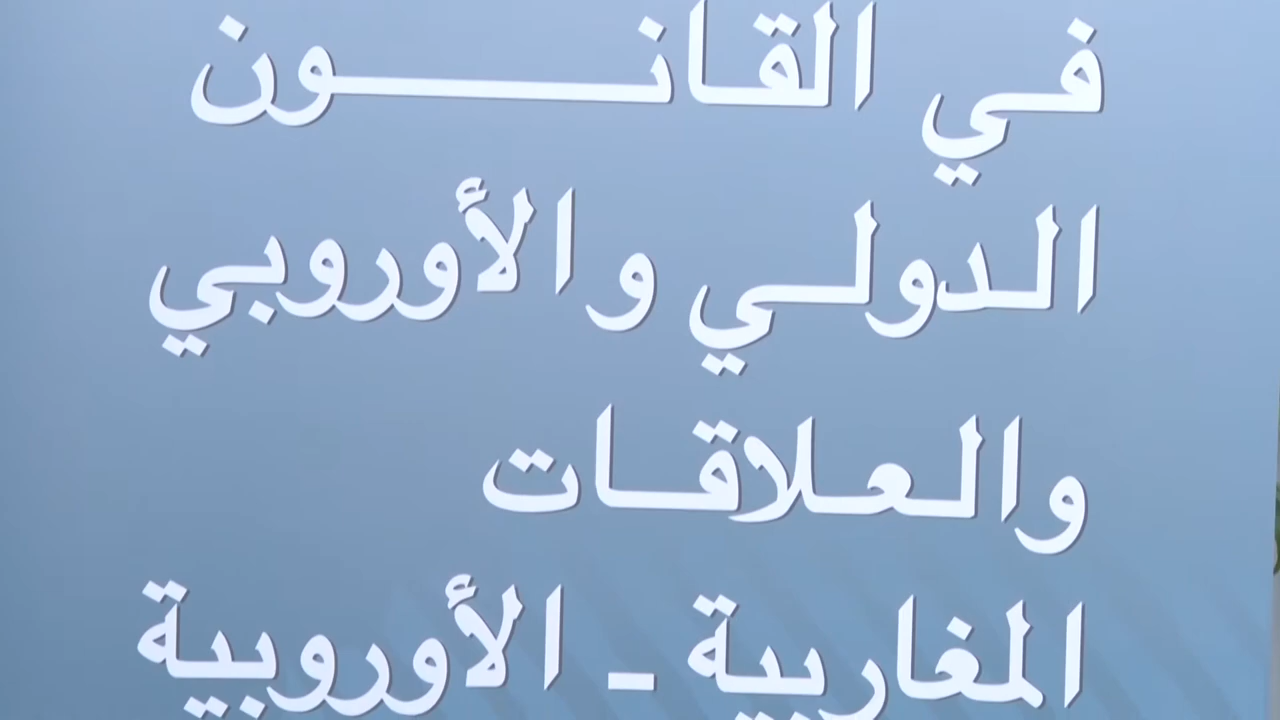 في القانون
الدولي والأوروبي
والعلاقات
المغاربية - الأوروبية